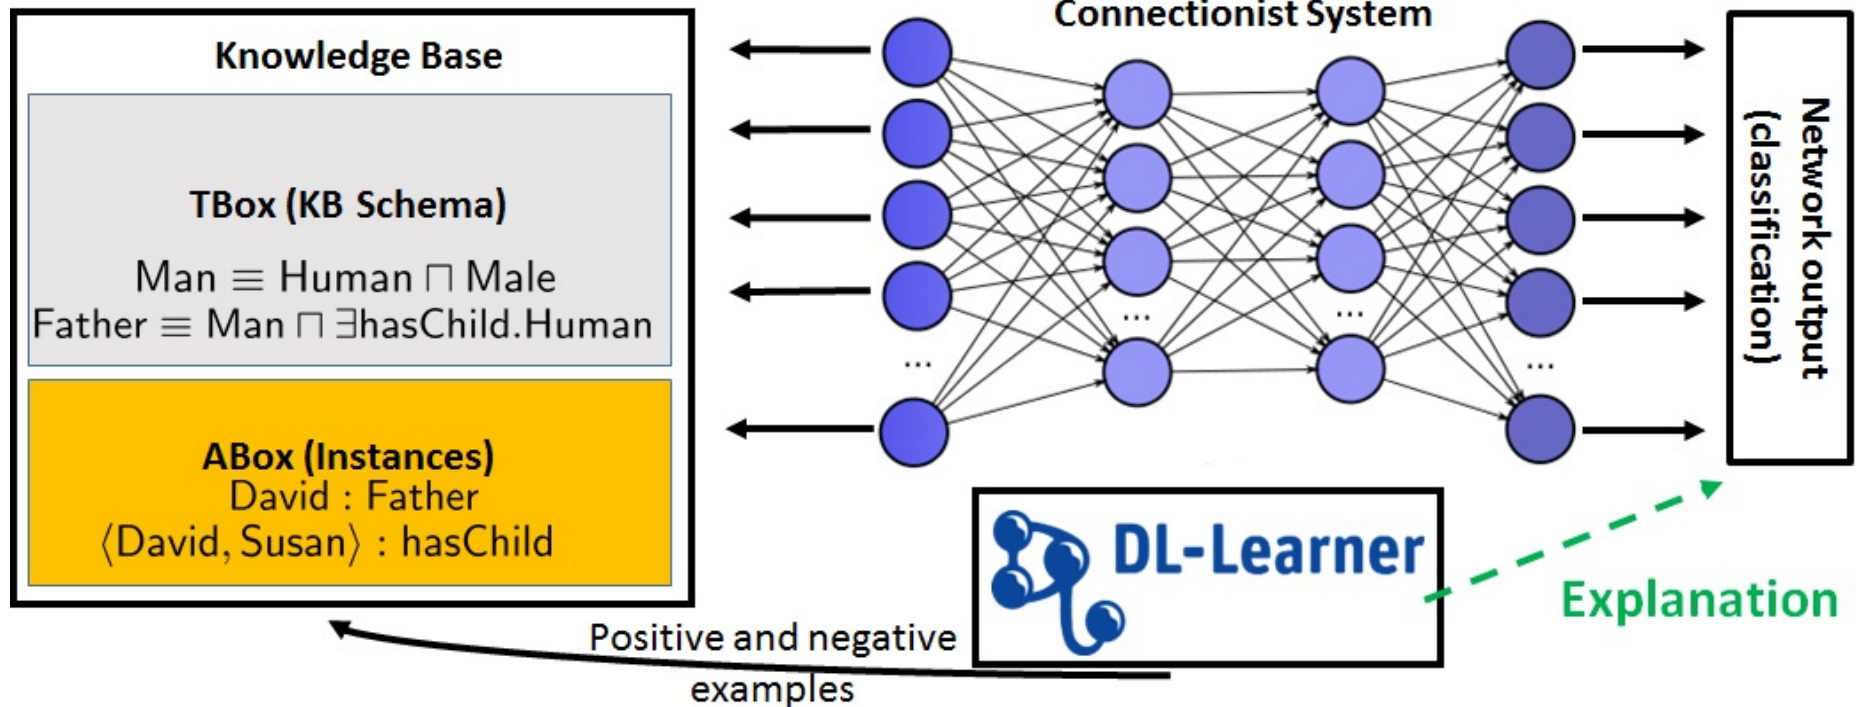 Knowledge Base
TBox (KB Schema)
Man ≡ Human ⊓ Male
Father ≡ Man ⊓ ∃hasChild.Human
ABox (Instances)
David : Father
⟨David, Susan⟩ : hasChild
Connectionist System
...
...
...
...
Network output
(classification)
DL-Learner
Explanation
Positive and negative
examples